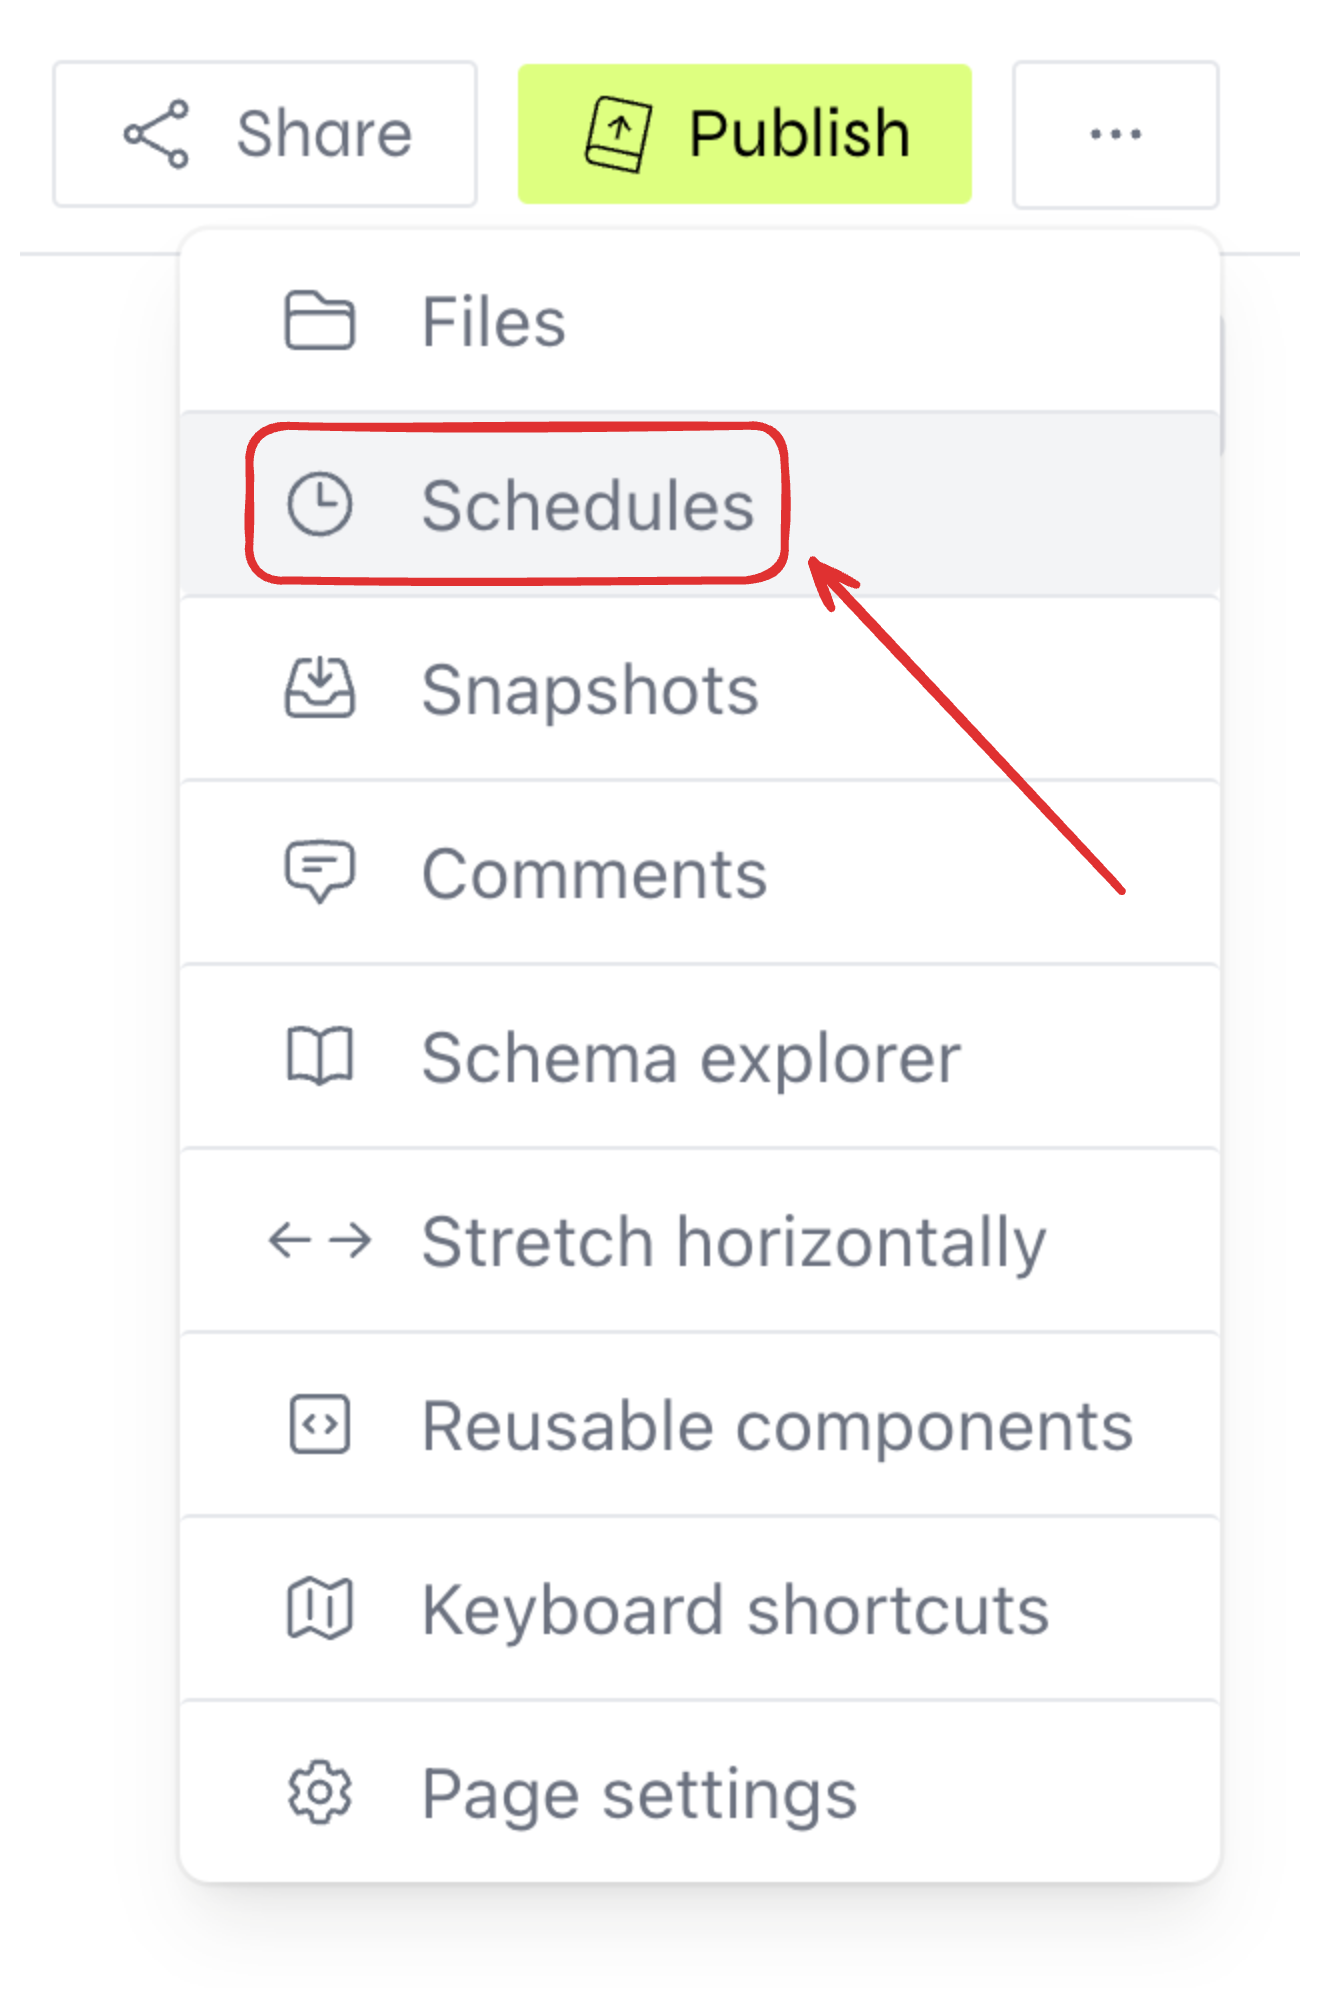 Share
Publish
...
Files
Schedules
Snapshots
Comments
Schema explorer
Stretch horizontally
Reusable components
Keyboard shortcuts
Page settings